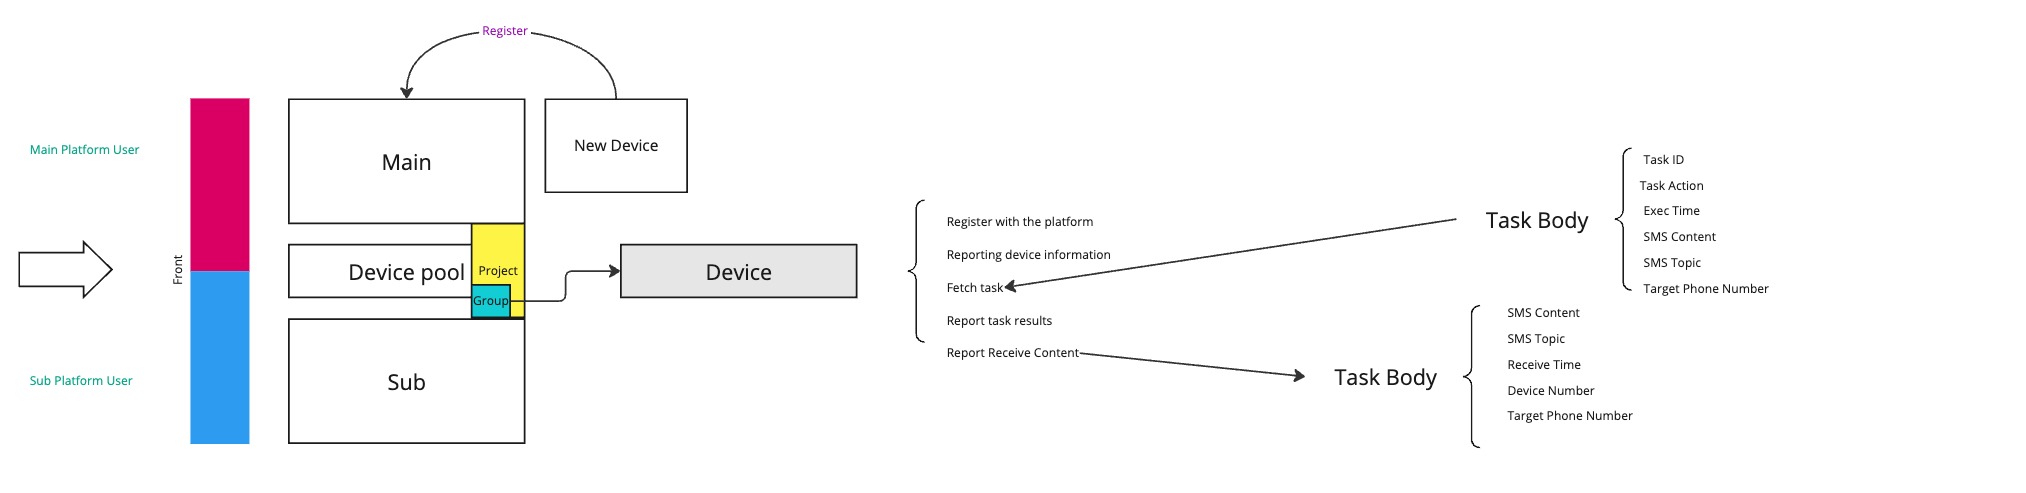 Register
Main Platform User
Sub Platform User
Front
Main
New Device
Device pool
Project
Group
Sub
Device
Register with the platform
Reporting device information
Fetch task
Report task results
Report Receive Content
Task Body
Task ID
Task Action
Exec Time
SMS Content
SMS Topic
Target Phone Number
Task Body
SMS Content
SMS Topic
Receive Time
Device Number
Target Phone Number